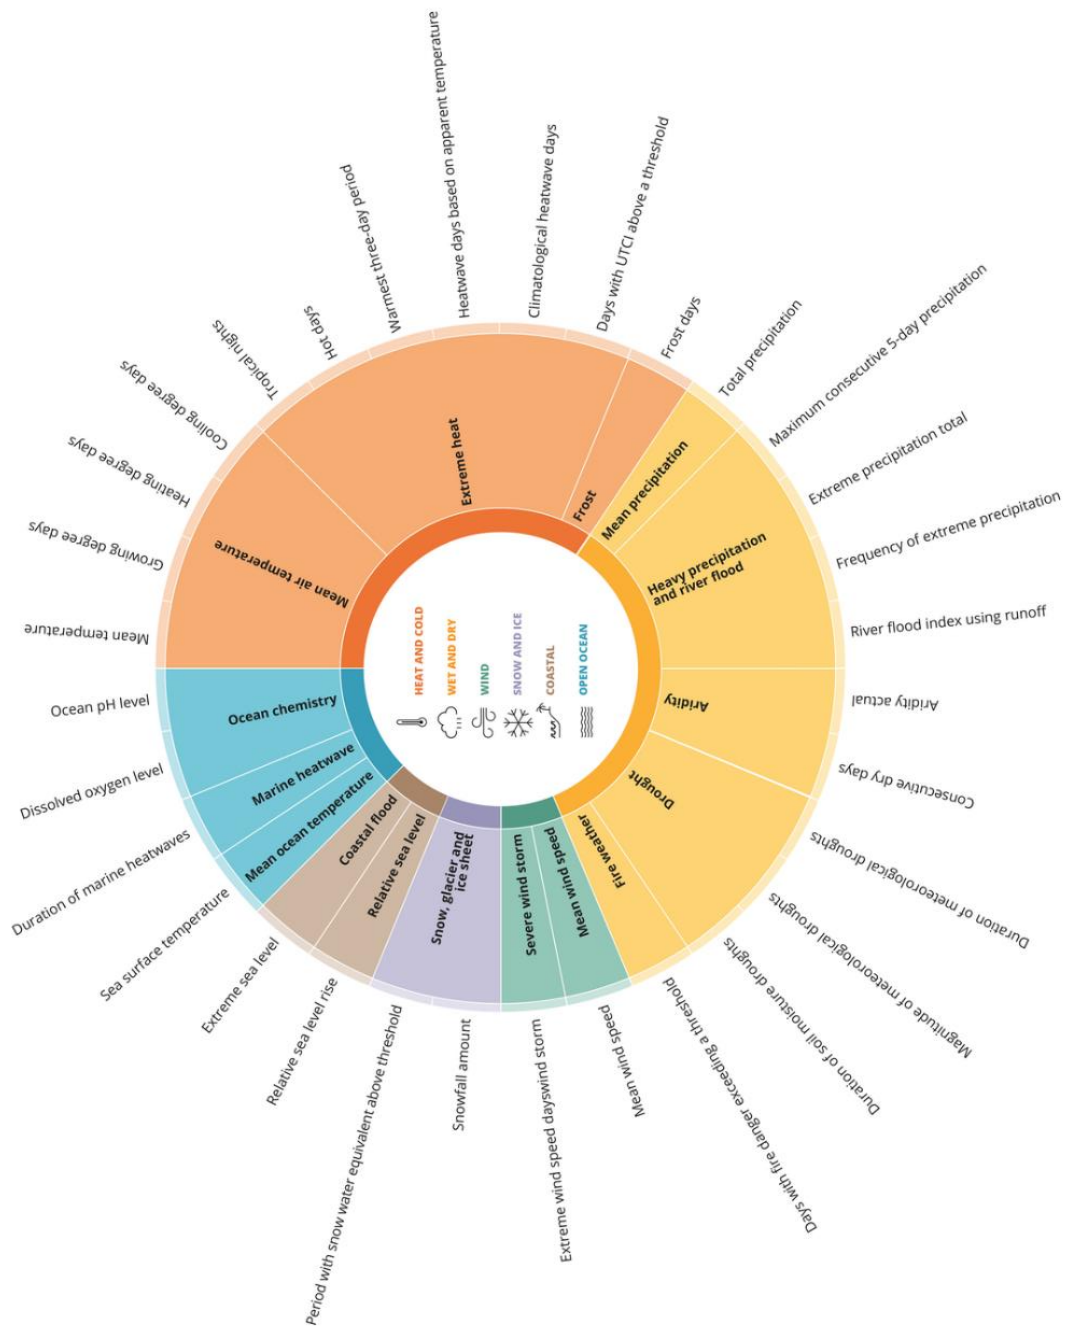 Heatwave days based on apparent temperature
Climatological heatwave days
Days with UTCI above a threshold
Frost days
Total precipitation
Maximum consecutive 5-day precipitation
Extreme precipitation total
Frequency of extreme precipitation
River flood index using runoff
Aridity actual
Consecutive dry days
Duration of meteorological droughts
Magnitude of meteorological droughts
Duration of soil moisture droughts
Days with fire danger exceeding a threshold
Mean wind speed
Extreme wind speed dayswind storm
Snowfall amount
Period with snow water equivalent above threshold
Relative sea level rise
Extreme sea level
Sea surface temperature
Duration of marine heatwaves
Dissolved oxygen level
Ocean pH level
Mean temperature
Growing degree days
Heating degree days
Cooling degree days
Tropical nights
Hot days
Warmest three-day period
Extreme heat
Frost
Mean precipitation
Heavy precipitation
and river flood
Aridity
Drought
Fire weather
Mean wind speed
Severe wind storm
Snow, glacier and
ice sheet
Relative sea level
Coastal flood
Mean ocean temperature
Marine heatwave
Ocean chemistry
Mean air temperature
HEAT AND COLD
WET AND DRY
WIND
SNOW AND ICE
COASTAL
OPEN OCEAN